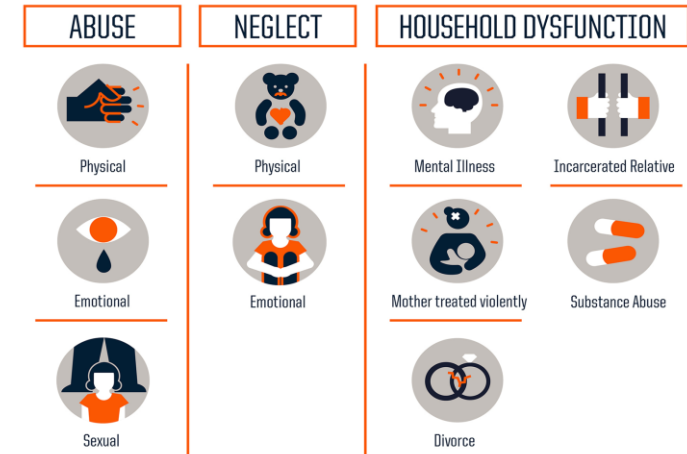 ABUSE
Physical
Emotional
Sexual
NEGLECT
Physical
Emotional
HOUSEHOLD DYSFUNCTION
Mental Illness
Incarcerated Relative
Mother treated violently
Substance Abuse
Divorce